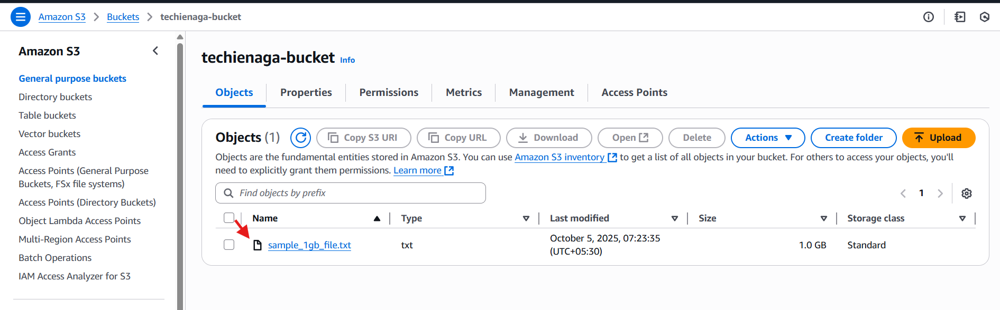 Amazon S3 > Buckets > techienaga-bucket
Amazon S3
General purpose buckets
Directory buckets
Table buckets
Vector buckets
Access Grants
Access Points (General Purpose
Buckets, FSx file systems)
Access Points (Directory Buckets)
Object Lambda Access Points
Multi-Region Access Points
Batch Operations
IAM Access Analyzer for S3
techienaga-bucket Info
Objects Properties Permissions Metrics Management Access Points
Objects (1) Copy S3 URI Copy URL Download Open Delete Actions Create folder Upload
Objects are the fundamental entities stored in Amazon S3. You can use Amazon S3 inventory to get a list of all objects in your bucket. For others to access your objects, you'll
need to explicitly grant them permissions. Learn more
Find objects by prefix
1
Name Type Last modified Size Storage class
sample_1gb_file.txt txt October 5, 2025, 07:23:35 1.0 GB Standard
(UTC+05:30)